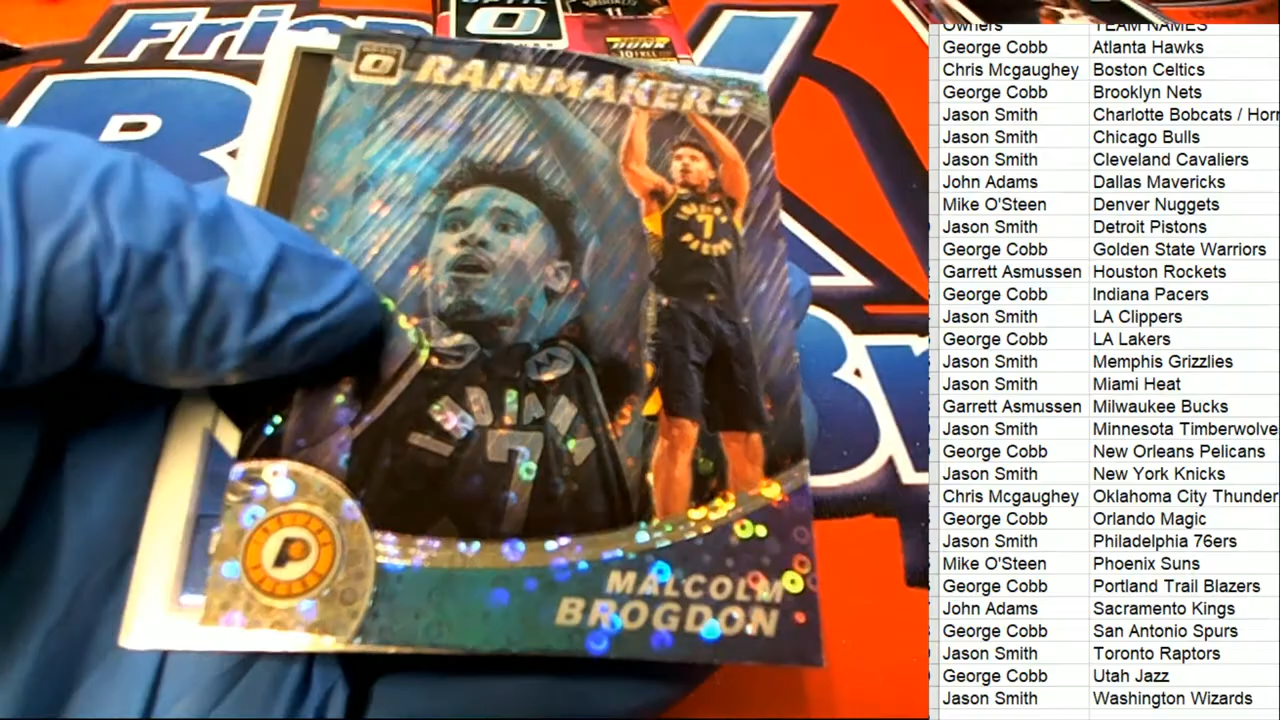 OPTIC
DUNK
Frien
B
RAINMAKERS
INDIANA
7
PACERS
INDIANA
7
MALCOLM
BROGDON
Owners TEAM NAMES
George Cobb Atlanta Hawks
Chris Mcgaughey Boston Celtics
George Cobb Brooklyn Nets
Jason Smith Charlotte Bobcats / Horn
Jason Smith Chicago Bulls
Jason Smith Cleveland Cavaliers
John Adams Dallas Mavericks
Mike O'Steen Denver Nuggets
Jason Smith Detroit Pistons
George Cobb Golden State Warriors
Garrett Asmussen Houston Rockets
George Cobb Indiana Pacers
Jason Smith LA Clippers
George Cobb LA Lakers
Jason Smith Memphis Grizzlies
Jason Smith Miami Heat
Garrett Asmussen Milwaukee Bucks
Jason Smith Minnesota Timberwolve
George Cobb New Orleans Pelicans
Jason Smith New York Knicks
Chris Mcgaughey Oklahoma City Thunder
George Cobb Orlando Magic
Jason Smith Philadelphia 76ers
Mike O'Steen Phoenix Suns
George Cobb Portland Trail Blazers
John Adams Sacramento Kings
George Cobb San Antonio Spurs
Jason Smith Toronto Raptors
George Cobb Utah Jazz
Jason Smith Washington Wizards